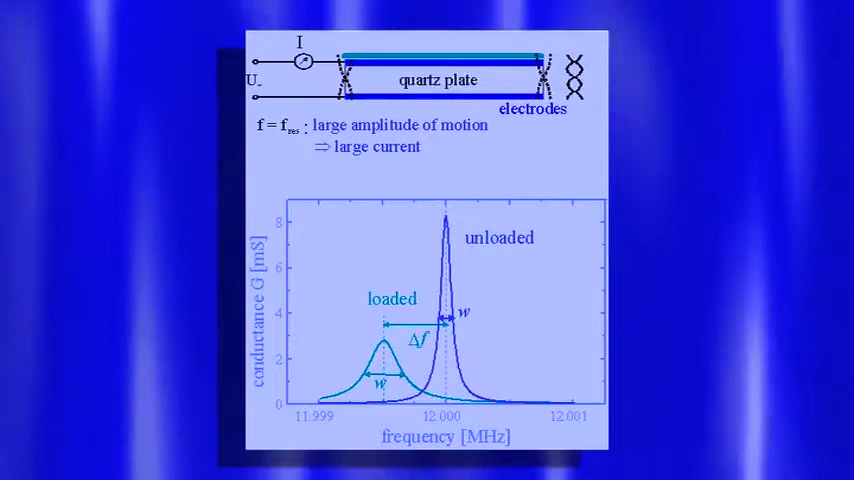 I
U~
quartz plate
electrodes
f = fres : large amplitude of motion
⇒ large current
8
6
4
2
0
conductance G [mS]
unloaded
loaded
w
Δf
w
11.999
12.000
12.001
frequency [MHz]